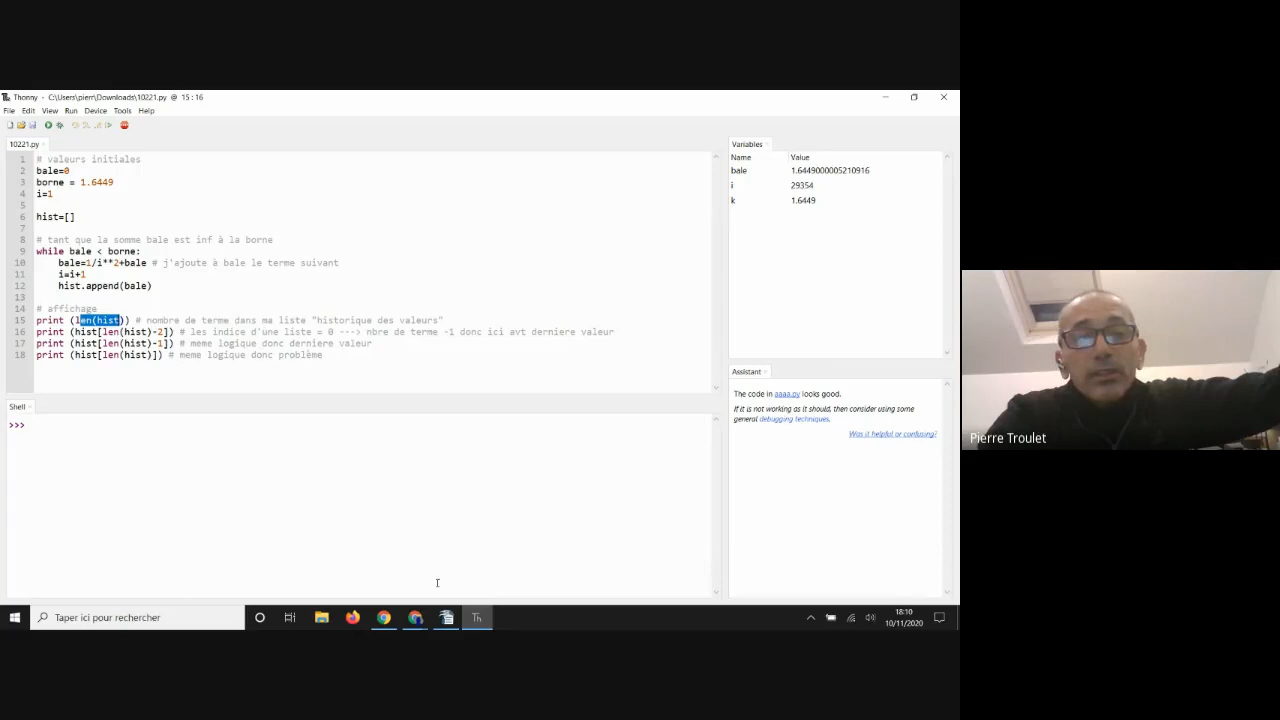 Thonny - C:\Users\pierr\Downloads\10221.py @ 15 : 16
File Edit View Run Device Tools Help
10221.py
1 # valeurs initiales
2 bale=0
3 borne = 1.6449
4 i=1
5
6 hist=[]
7
8 # tant que la somme bale est inf à la borne
9 while bale < borne:
10 bale=1/i**2+bale # j'ajoute à bale le terme suivant
11 i=i+1
12 hist.append(bale)
13
14 # affichage
15 print (len(hist)) # nombre de terme dans ma liste "historique des valeurs"
16 print (hist[len(hist)-2]) # les indice d'une liste = 0 ---> nbre de terme -1 donc ici avt derniere valeur
17 print (hist[len(hist)-1]) # meme logique donc derniere valeur
18 print (hist[len(hist)]) # meme logique donc problème
Shell
>>>
Variables
Name Value
bale 1.6449000005210916
i 29354
k 1.6449
Assistant
The code in aaaa.py looks good.
If it is not working as it should, then consider using some
general debugging techniques.
Was it helpful or confusing?
Pierre Troulet
Taper ici pour rechercher
Th
18:10
10/11/2020